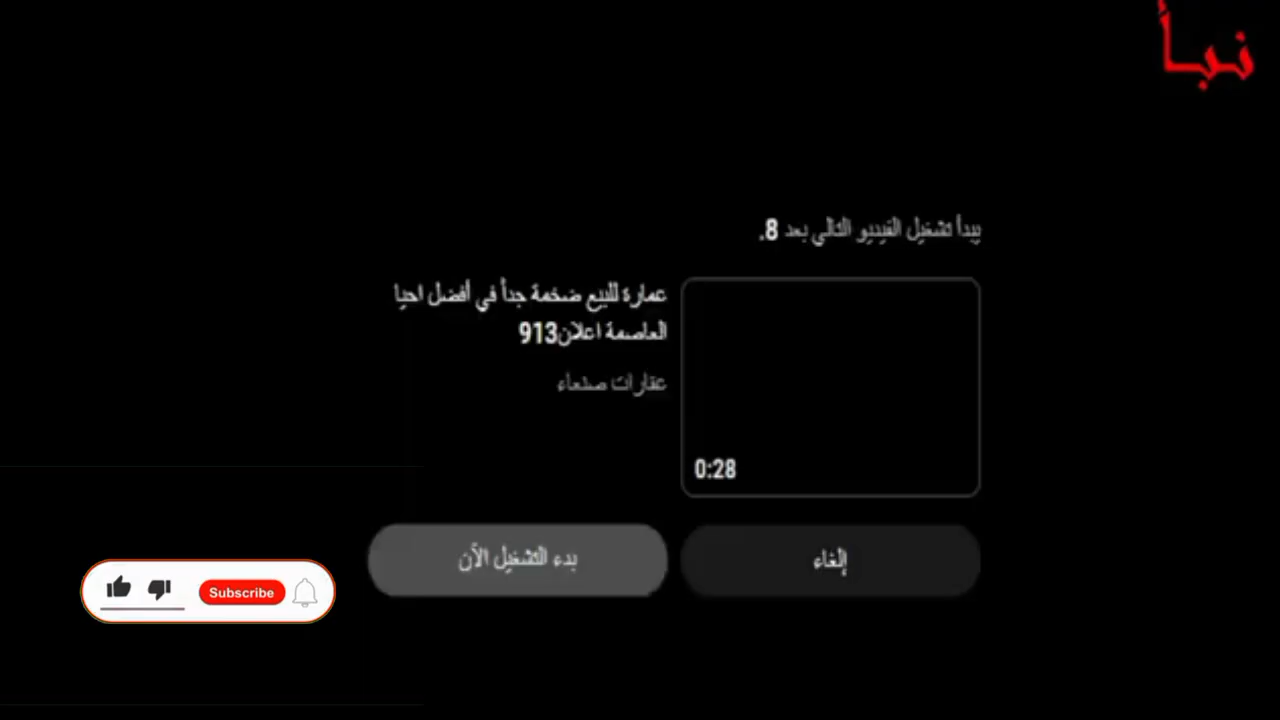 نبأ
يبدأ تشغيل الفيديو التالي بعد 8.
عمارة للبيع ضخمة جداً في أفضل احيا
العاصمة اعلان913
عقارات صنعاء
0:28
إلغاء
بدء التشغيل الآن
Subscribe